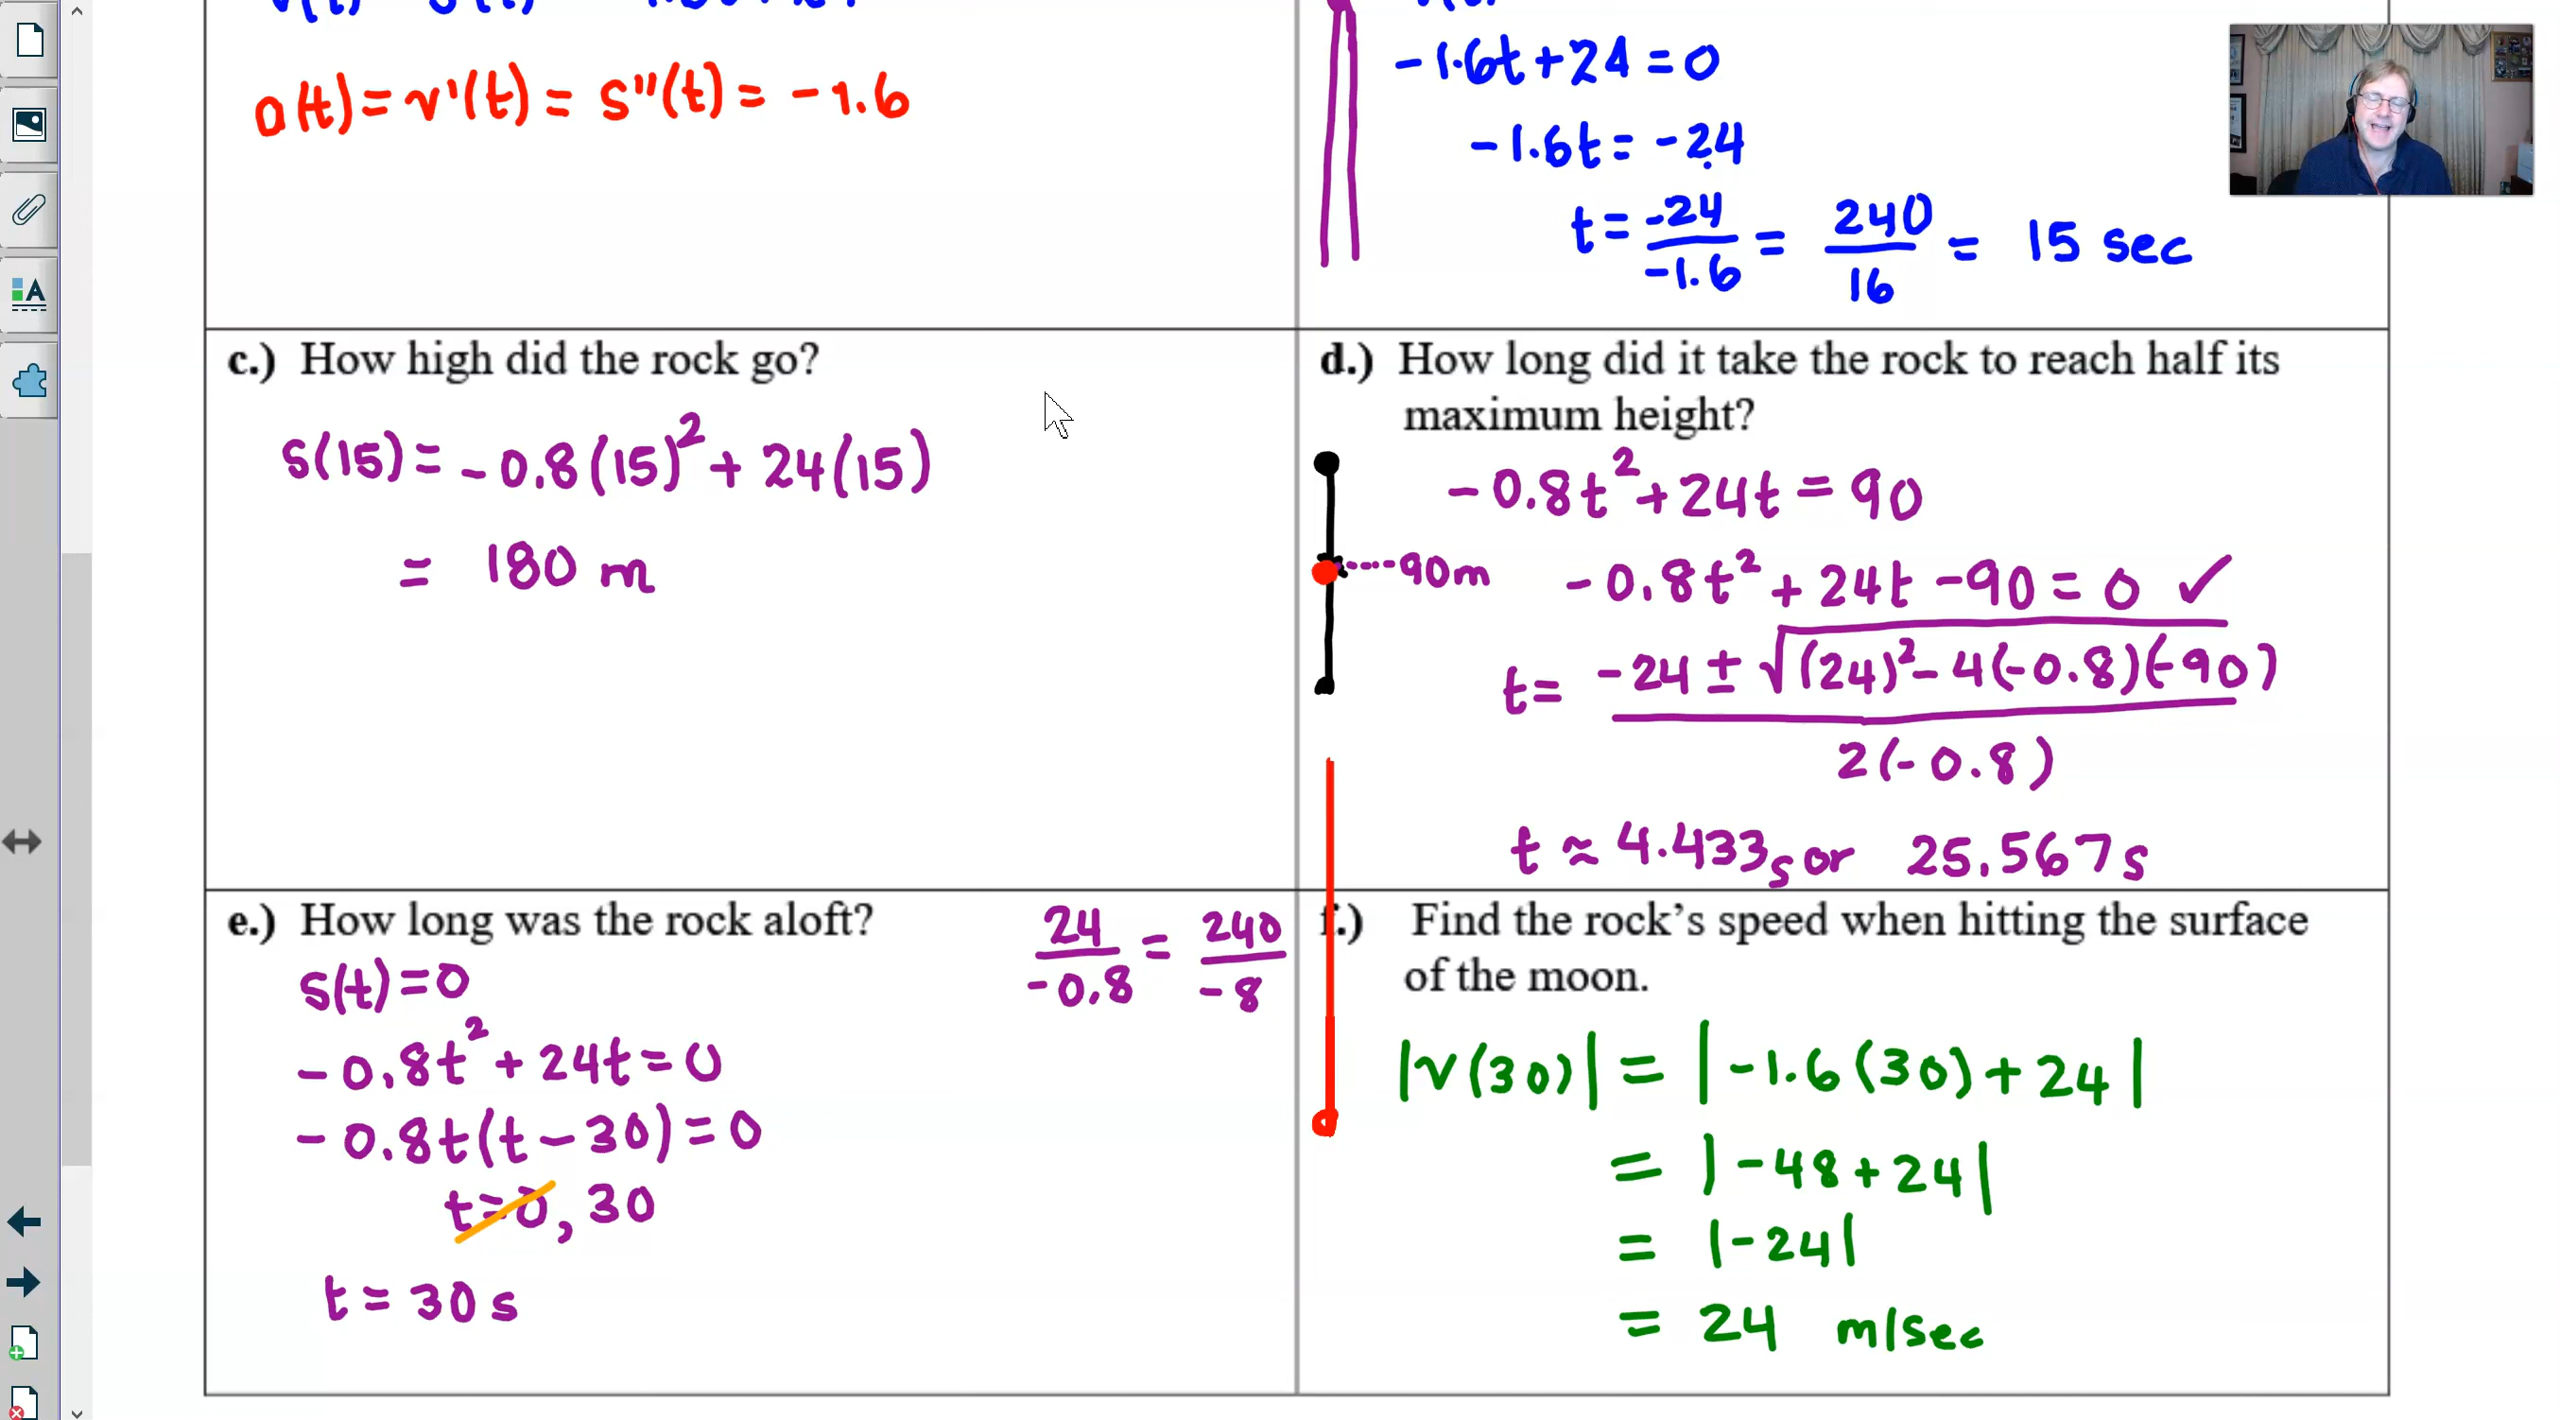 a(t) = v'(t) = s''(t) = -1.6
-1.6t + 24 = 0
-1.6t = -24
t = -24/-1.6 = 240/16 = 15 sec
c.) How high did the rock go?
s(15) = -0.8(15)² + 24(15)
= 180 m
d.) How long did it take the rock to reach half its
maximum height?
-0.8t² + 24t = 90
90m
-0.8t² + 24t - 90 = 0 ✓
t = -24 ± √(24)² - 4(-0.8)(-90) / 2(-0.8)
t ≈ 4.433s or 25.567s
e.) How long was the rock aloft?
24/-0.8 = 240/-8
s(t) = 0
-0.8t² + 24t = 0
-0.8t(t - 30) = 0
t = 0, 30
t = 30 s
f.) Find the rock’s speed when hitting the surface
of the moon.
|v(30)| = |-1.6(30) + 24|
= |-48 + 24|
= |-24|
= 24 m/sec